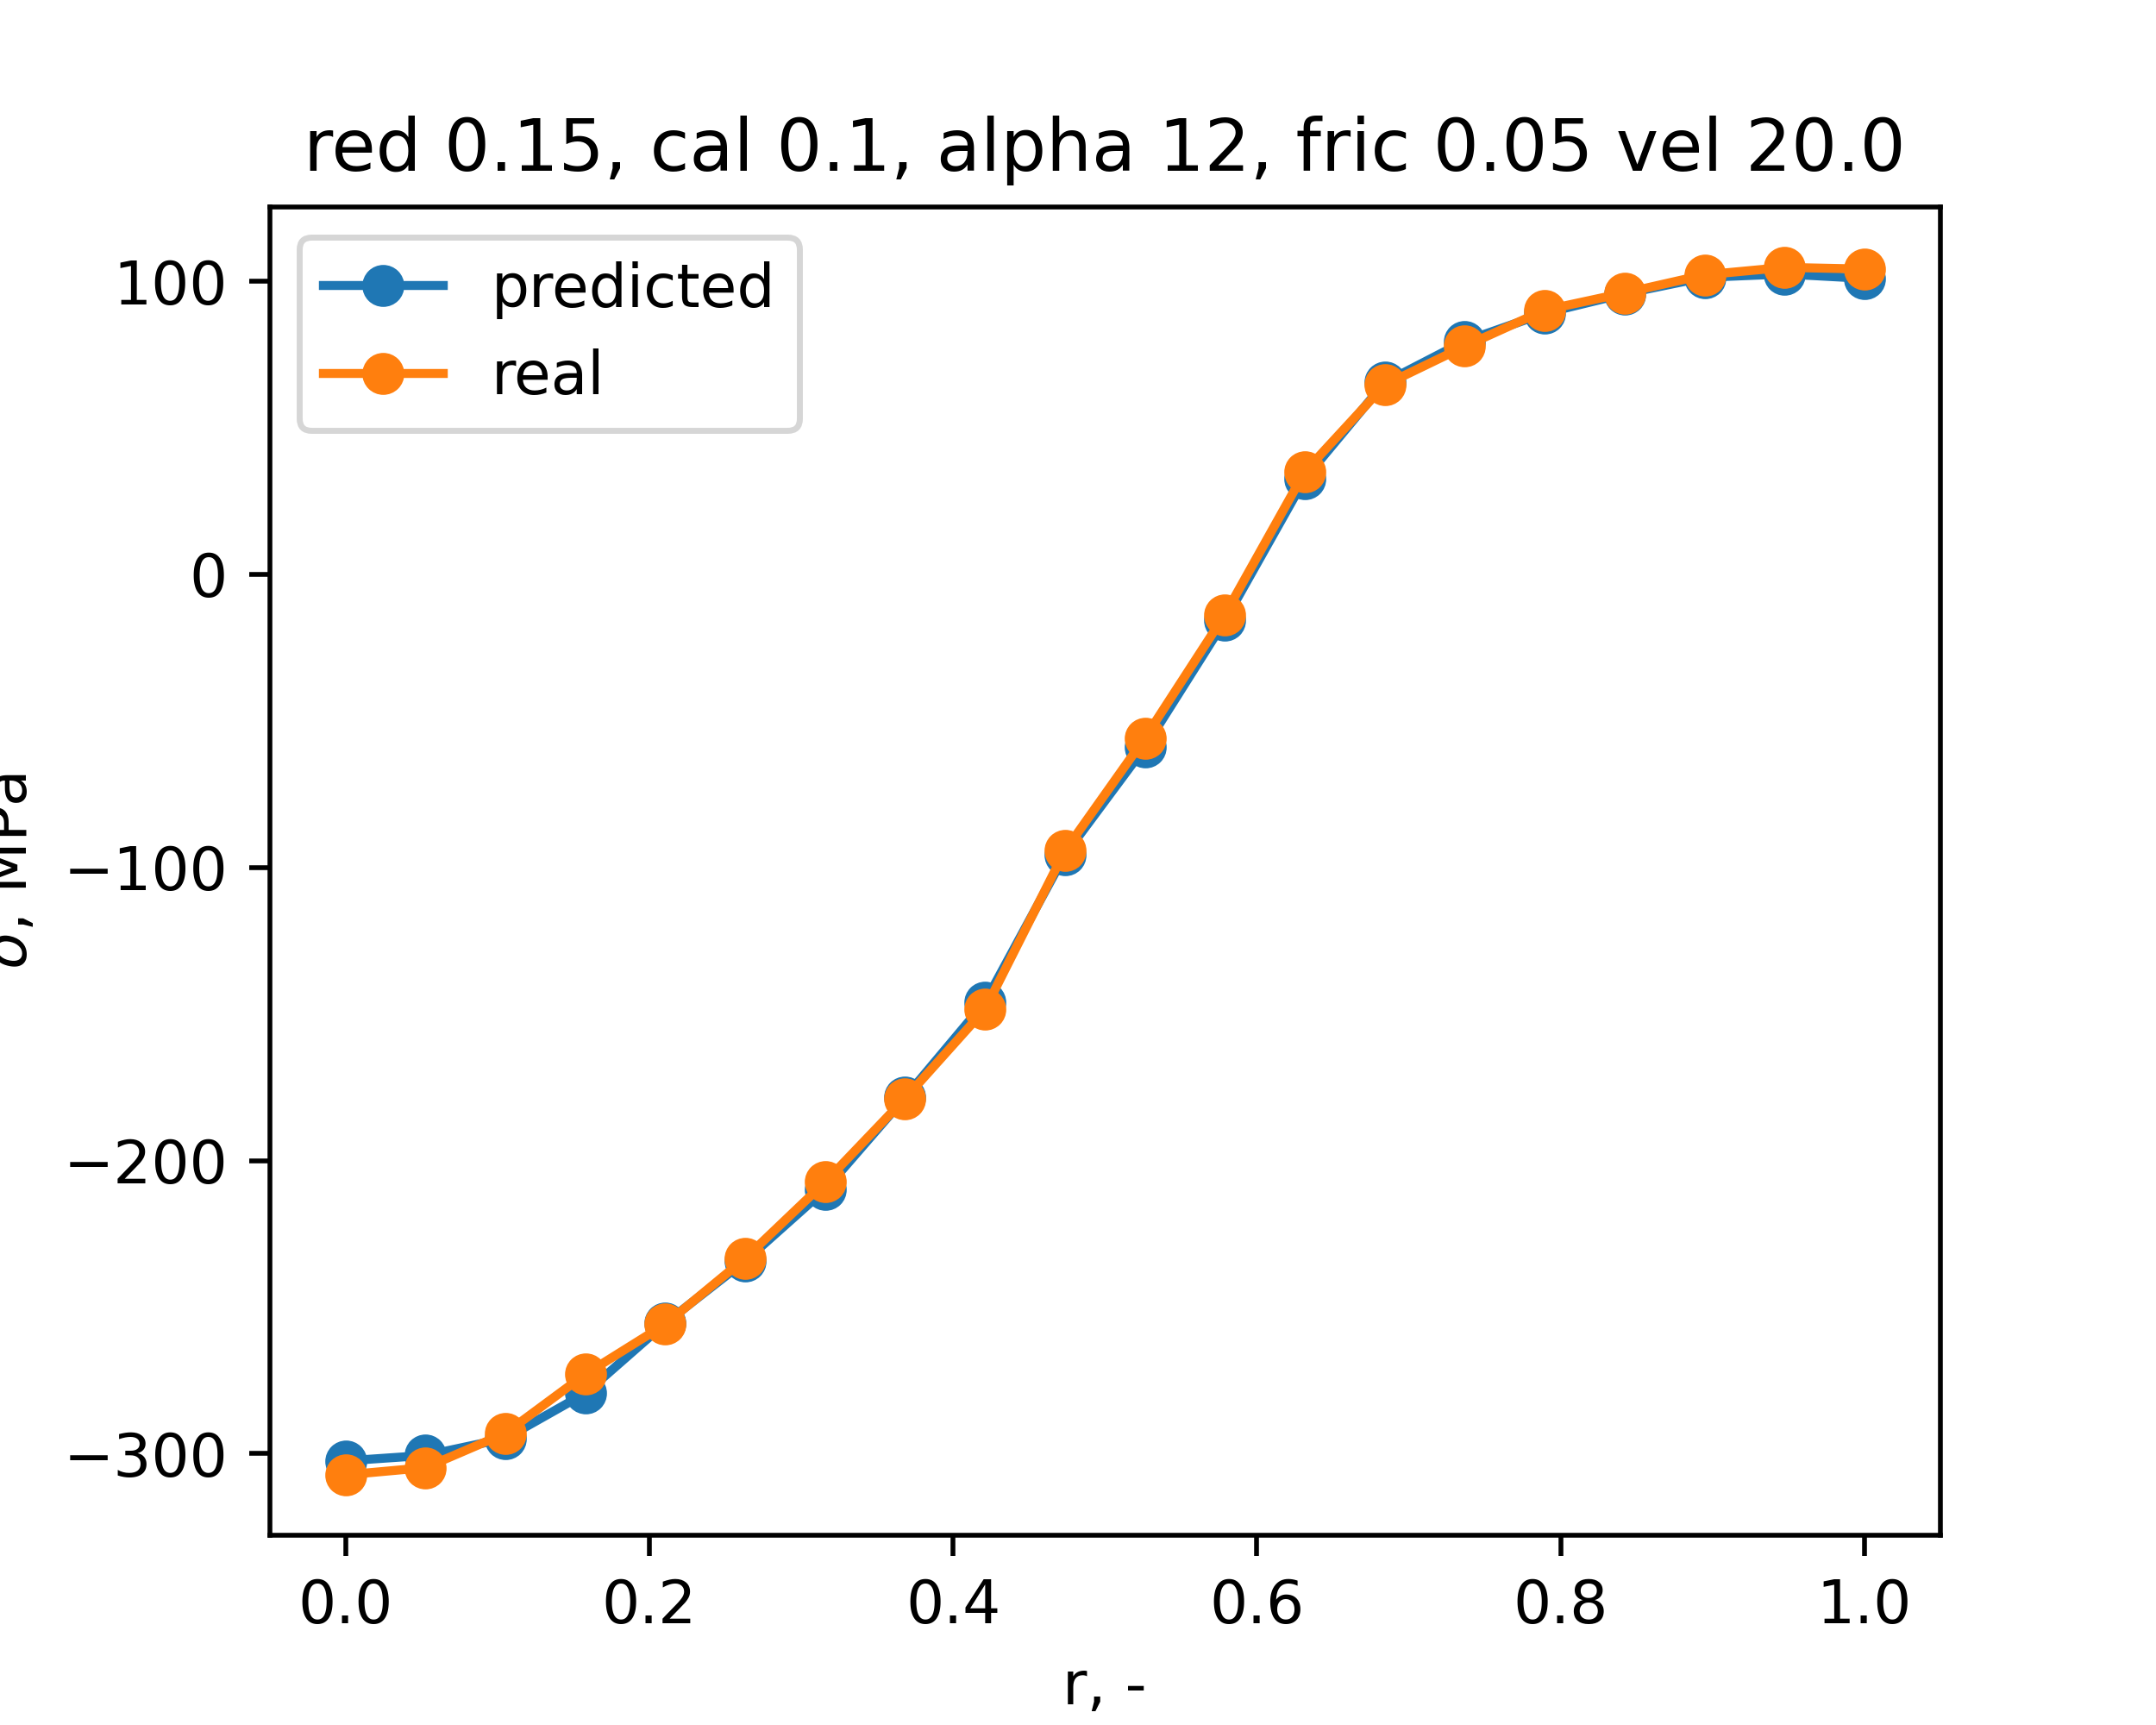 red 0.15, cal 0.1, alpha 12, fric 0.05 vel 20.0
predicted
real
100
0
−100
−200
−300
σ, MPa
0.0 0.2 0.4 0.6 0.8 1.0
r, -